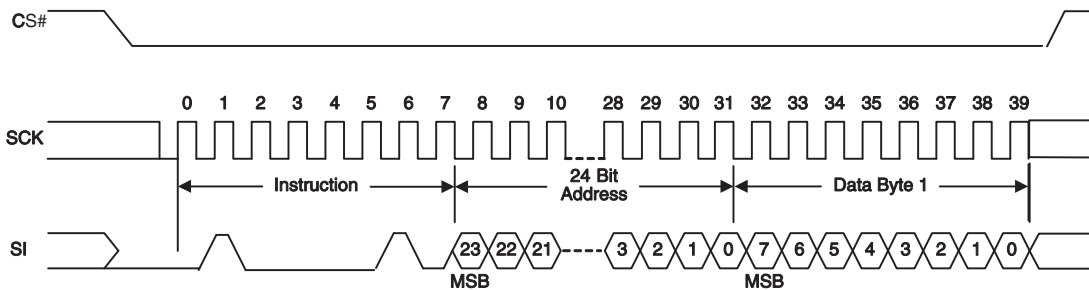 CS#
0 1 2 3 4 5 6 7 8 9 10 28 29 30 31 32 33 34 35 36 37 38 39
SCK
Instruction 24 Bit Address Data Byte 1
SI 23 22 21 3 2 1 0 7 6 5 4 3 2 1 0
MSB MSB